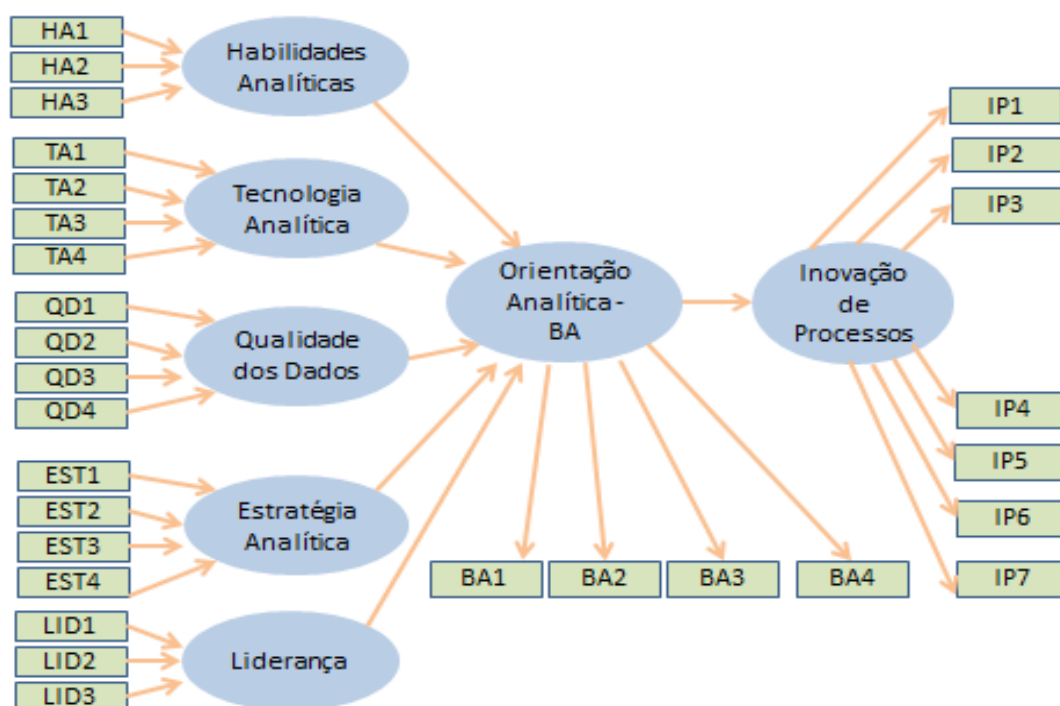 HA1
HA2
HA3
Habilidades
Analíticas
TA1
TA2
TA3
TA4
Tecnologia
Analítica
QD1
QD2
QD3
QD4
Qualidade
dos Dados
EST1
EST2
EST3
EST4
Estratégia
Analítica
LID1
LID2
LID3
Liderança
Orientação
Analítica-
BA
BA1
BA2
BA3
BA4
Inovação
de
Processos
IP1
IP2
IP3
IP4
IP5
IP6
IP7